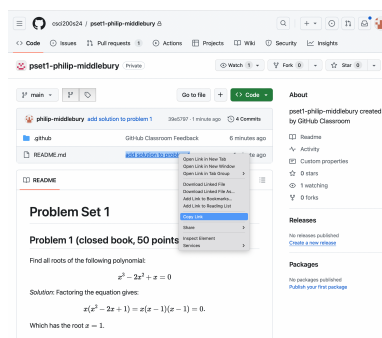 csci200s24 / pset1-philip-middlebury
Code Issues Pull requests 1 Actions Projects Wiki Security Insights
pset1-philip-middlebury Private
Watch 1 Fork 0 Star 0
main Go to file + Code
philip-middlebury add solution to problem 1 · 1 minute ago 4 Commits
.github GitHub Classroom Feedback 6 minutes ago
README.md add solution to
README
Open Link in New Tab
Open Link in New Window
Open Link in Tab Group
Download Linked File
Download Linked File As...
Add Link to Bookmarks...
Add Link to Reading List
Copy Link
Share
Inspect Element
Services
Problem Set 1
Problem 1 (closed book, 50 points
Find all roots of the following polynomial:
x³ − 2x² + x = 0
Solution: Factoring the equation gives:
x(x² − 2x + 1) = x(x − 1)(x − 1) = 0.
Which has the root x = 1.
About
pset1-philip-middlebury created
by GitHub Classroom
Readme
Activity
Custom properties
0 stars
1 watching
0 forks
Releases
No releases published
Create a new release
Packages
No packages published
Publish your first package